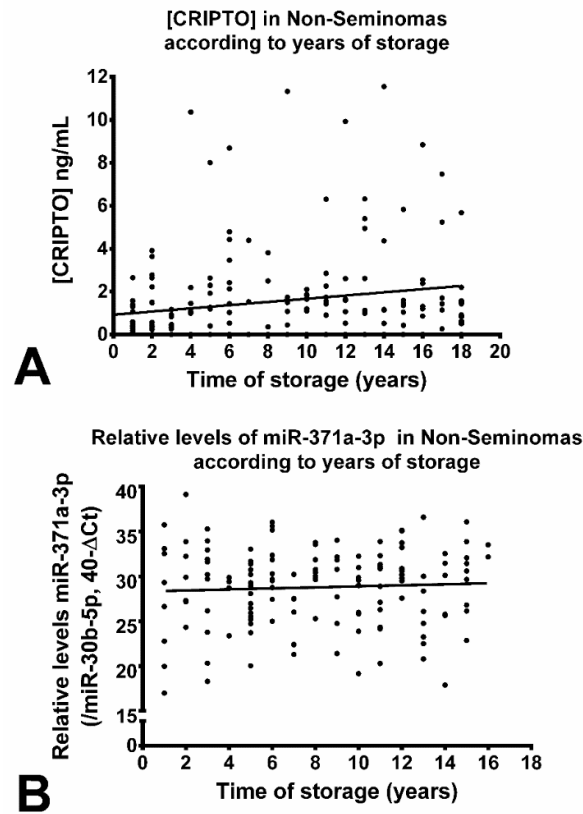 [CRIPTO] in Non-Seminomas
according to years of storage
[CRIPTO] ng/mL
12
10
8
6
4
2
0
0 2 4 6 8 10 12 14 16 18 20
Time of storage (years)
A
Relative levels of miR-371a-3p in Non-Seminomas
according to years of storage
Relative levels miR-371a-3p
(/miR-30b-5p, 40-ΔCt)
40
35
30
25
20
15
0
0 2 4 6 8 10 12 14 16 18
Time of storage (years)
B